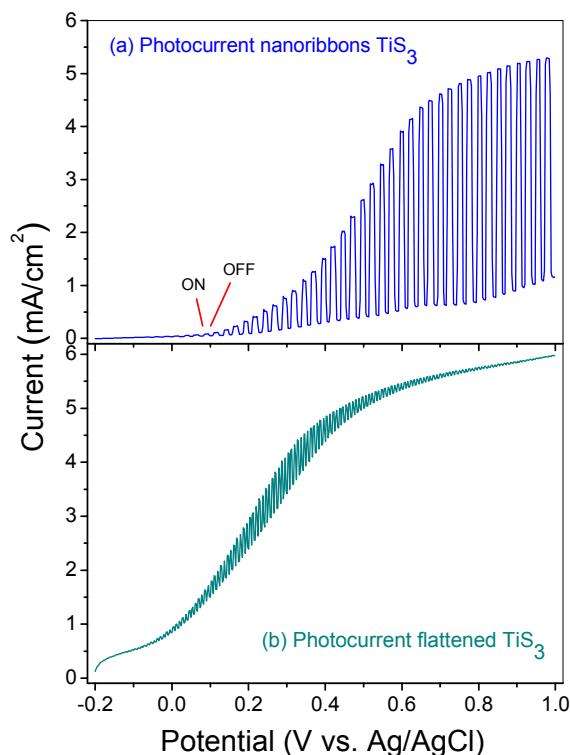 (a) Photocurrent nanoribbons TiS3
6
5
4
3
2
1
0
ON
OFF
Current (mA/cm2)
6
5
4
3
2
1
0
(b) Photocurrent flattened TiS3
-0.2 0.0 0.2 0.4 0.6 0.8 1.0
Potential (V vs. Ag/AgCl)